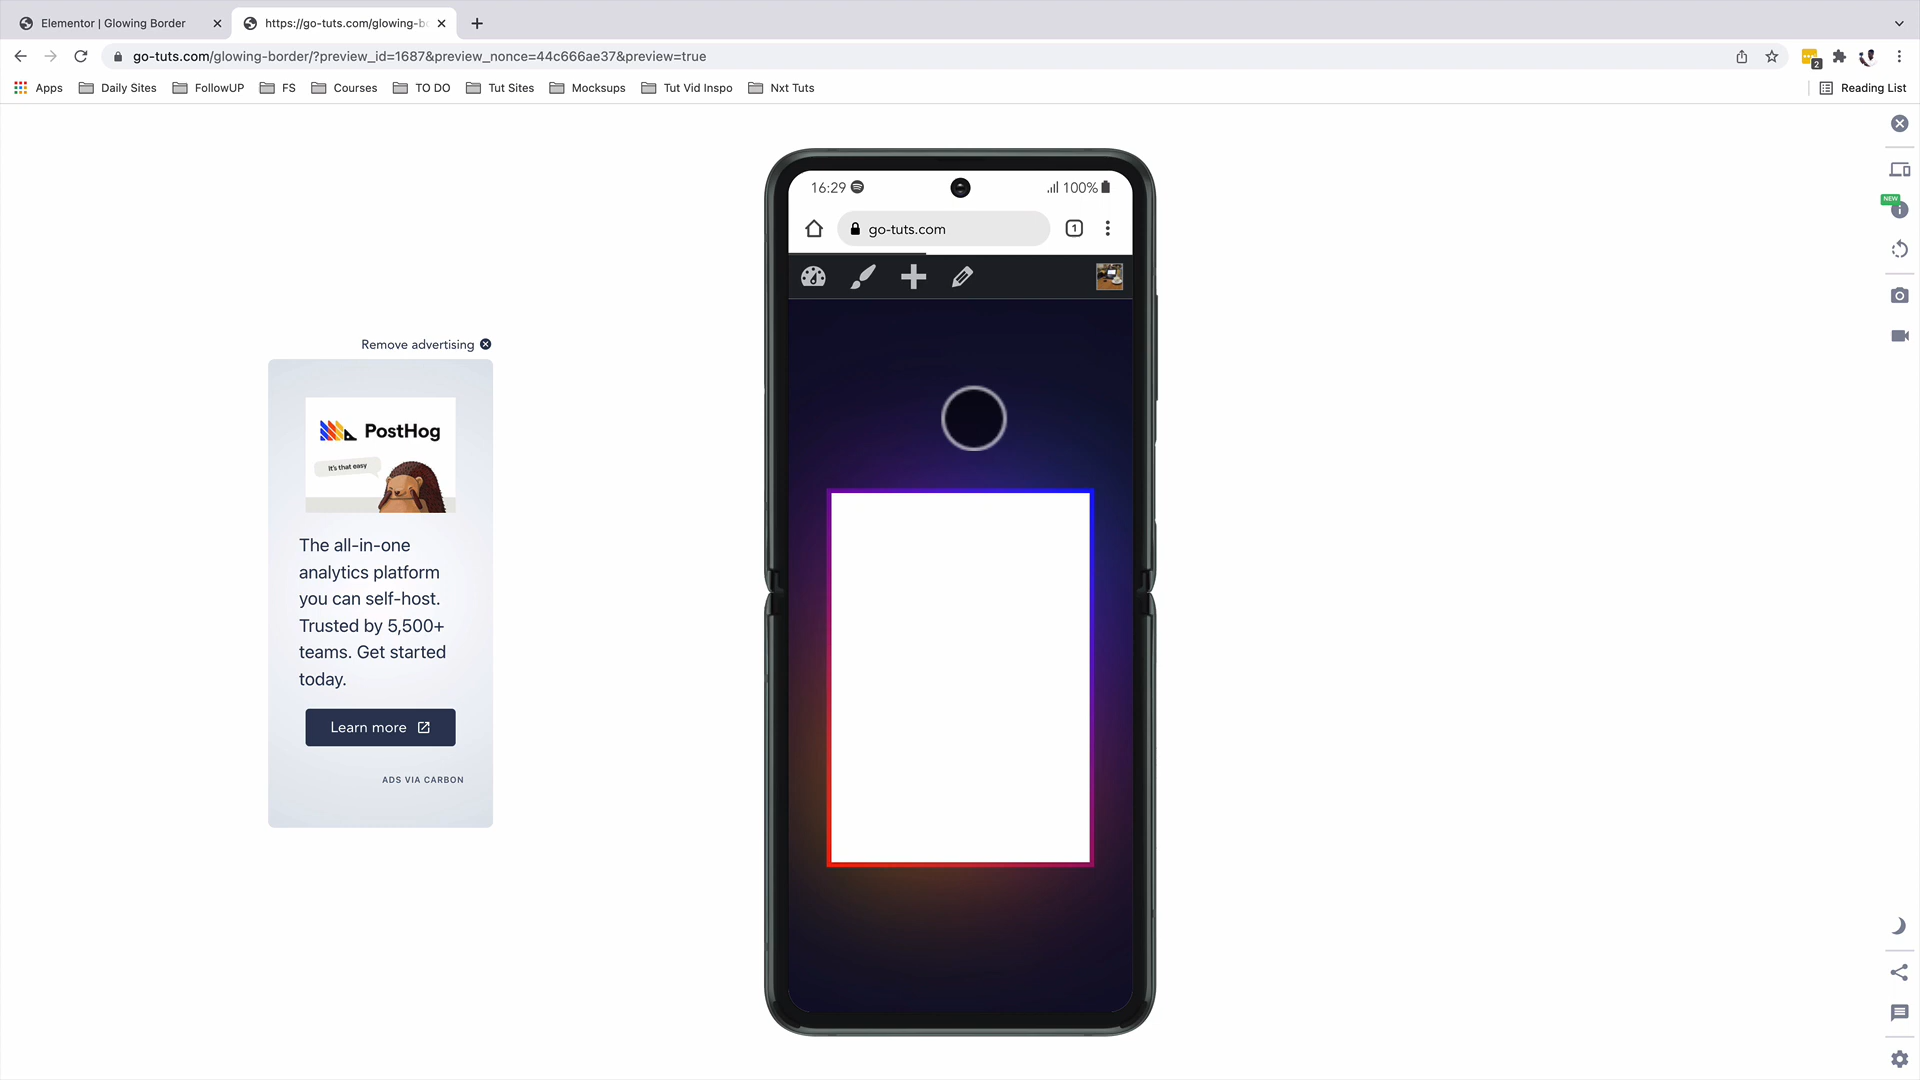 Elementor | Glowing Border
https://go-tuts.com/glowing-bo
go-tuts.com/glowing-border/?preview_id=1687&preview_nonce=44c666ae37&preview=true
2
Apps
Daily Sites
FollowUP
FS
Courses
TO DO
Tut Sites
Mocksups
Tut Vid Inspo
Nxt Tuts
Reading List
NEW
16:29
100%
go-tuts.com
1
Remove advertising
PostHog
It's that easy
The all-in-one
analytics platform
you can self-host.
Trusted by 5,500+
teams. Get started
today.
Learn more
ADS VIA CARBON